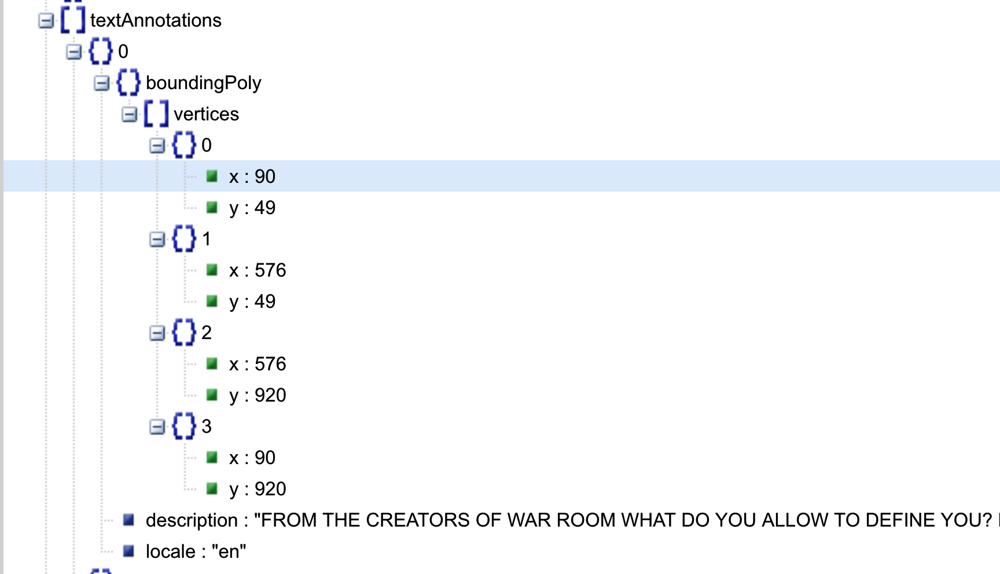 textAnnotations
0
boundingPoly
vertices
0
x : 90
y : 49
1
x : 576
y : 49
2
x : 576
y : 920
3
x : 90
y : 920
description : "FROM THE CREATORS OF WAR ROOM WHAT DO YOU ALLOW TO DEFINE YOU?
locale : "en"